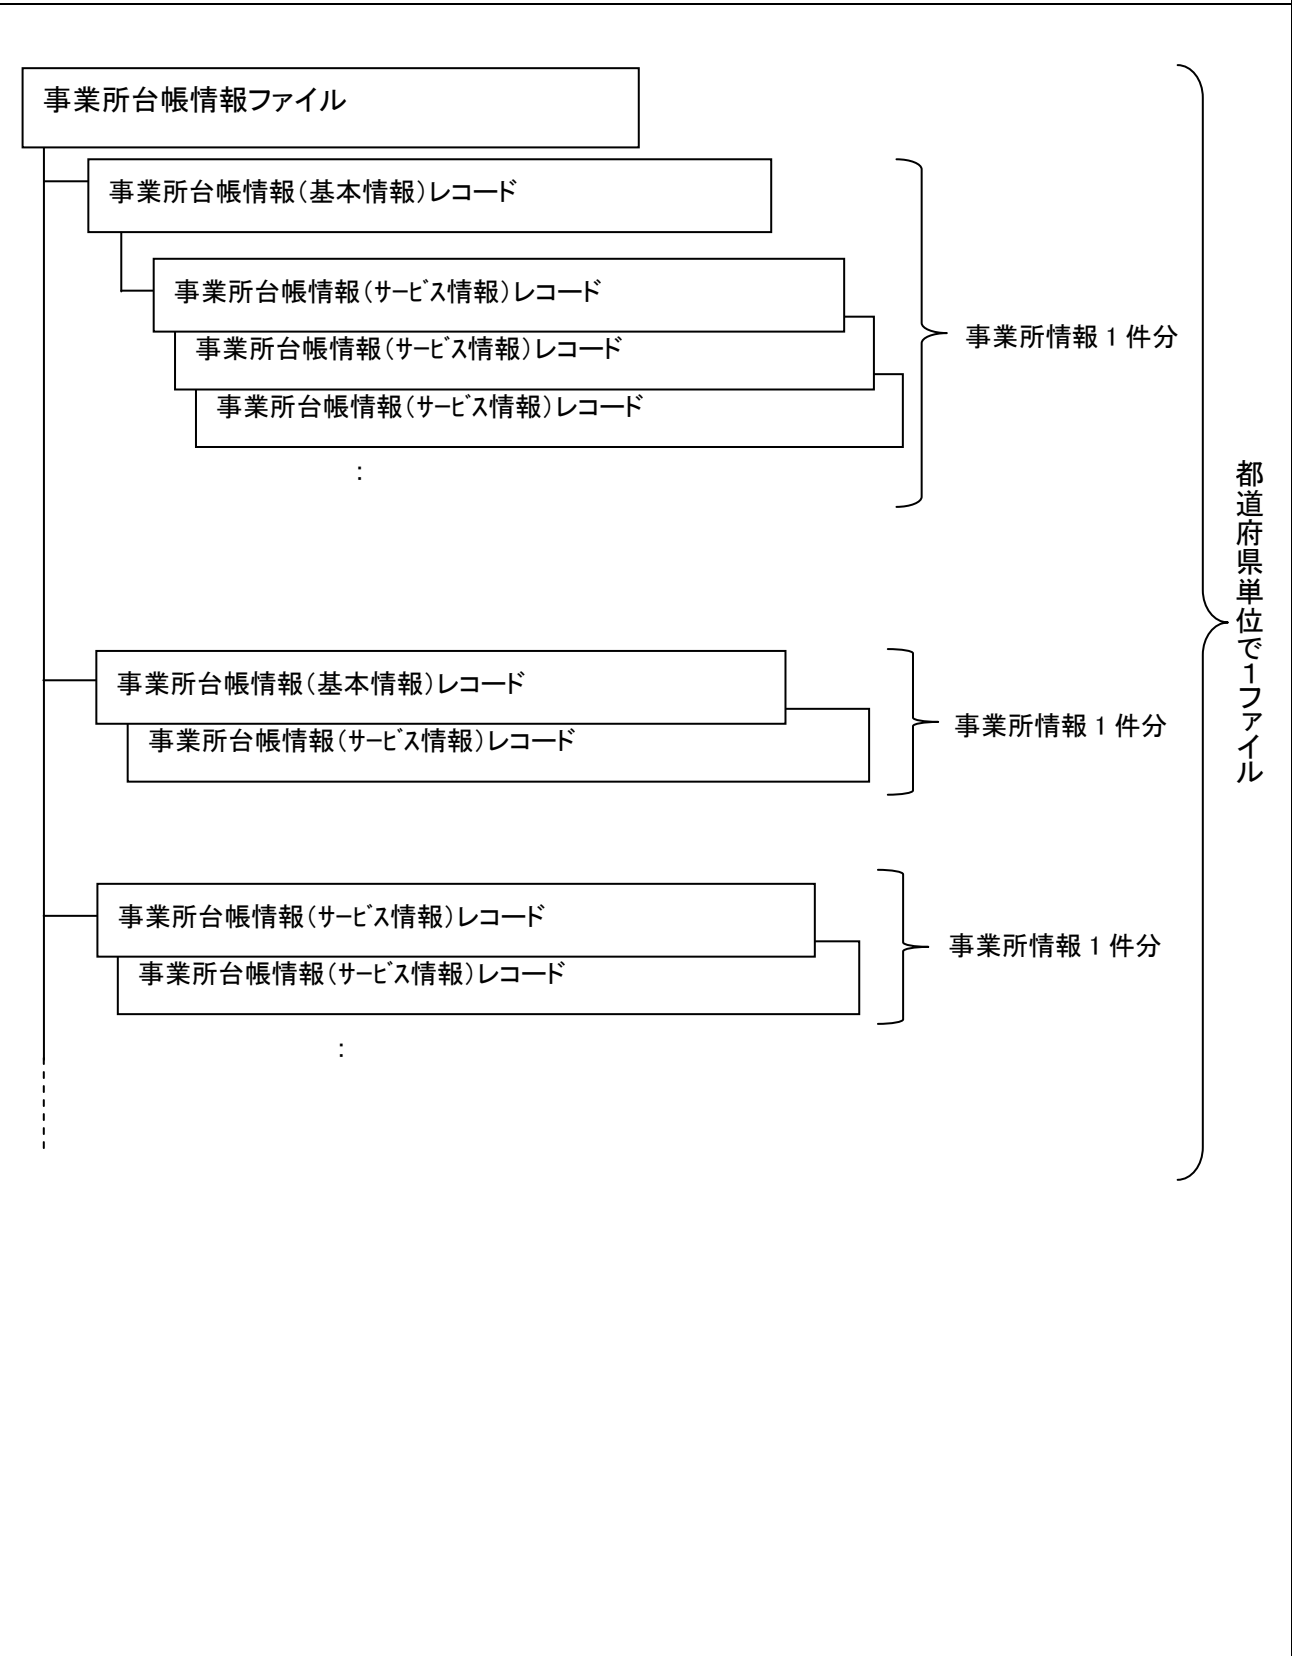 事業所台帳情報ファイル
事業所台帳情報（基本情報）レコード
事業所台帳情報（ｻｰﾋﾞｽ情報）レコード
事業所台帳情報（ｻｰﾋﾞｽ情報）レコード
事業所台帳情報（ｻｰﾋﾞｽ情報）レコード
：
事業所情報 1 件分
事業所台帳情報（基本情報）レコード
事業所台帳情報（ｻｰﾋﾞｽ情報）レコード
事業所情報 1 件分
事業所台帳情報（ｻｰﾋﾞｽ情報）レコード
事業所台帳情報（ｻｰﾋﾞｽ情報）レコード
：
事業所情報 1 件分
都道府県単位で１ファイル